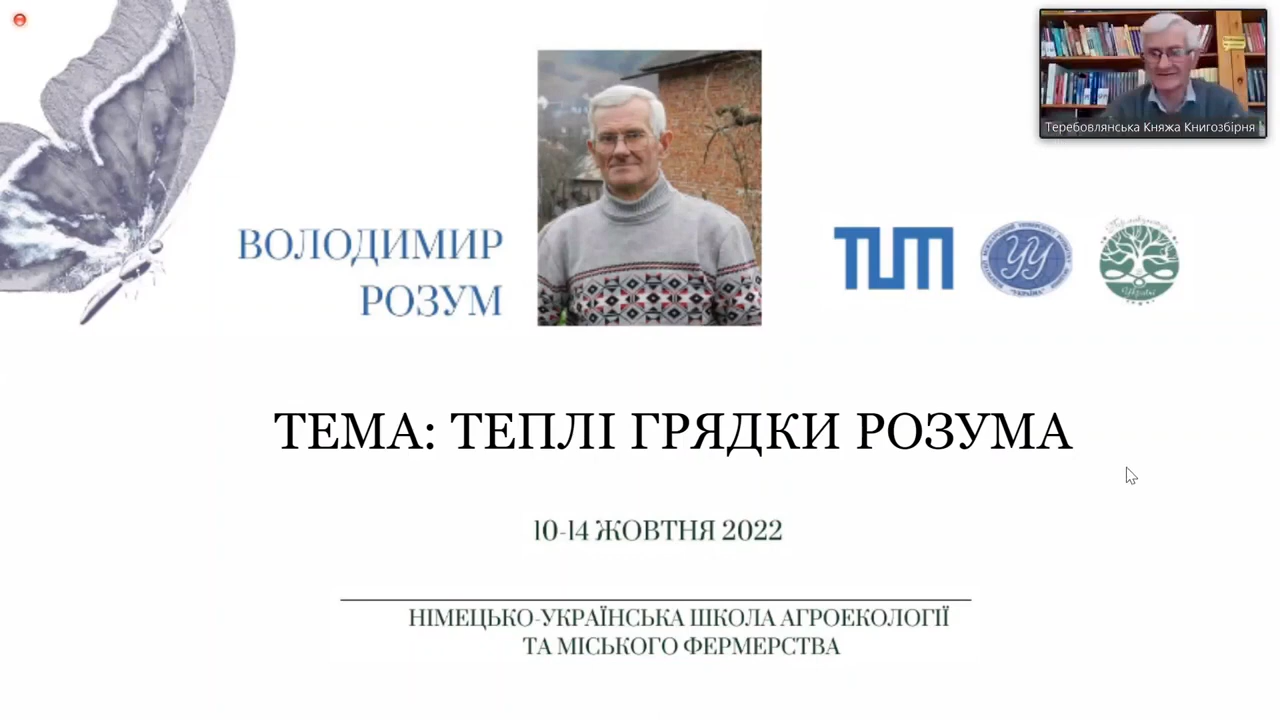 Теребовлянська Княжа Книгозбірня
ВОЛОДИМИР
РОЗУМ
TUM
УУ
ТЕМА: ТЕПЛІ ГРЯДКИ РОЗУМА
10-14 ЖОВТНЯ 2022
НІМЕЦЬКО-УКРАЇНСЬКА ШКОЛА АГРОЕКОЛОГІЇ
ТА МІСЬКОГО ФЕРМЕРСТВА